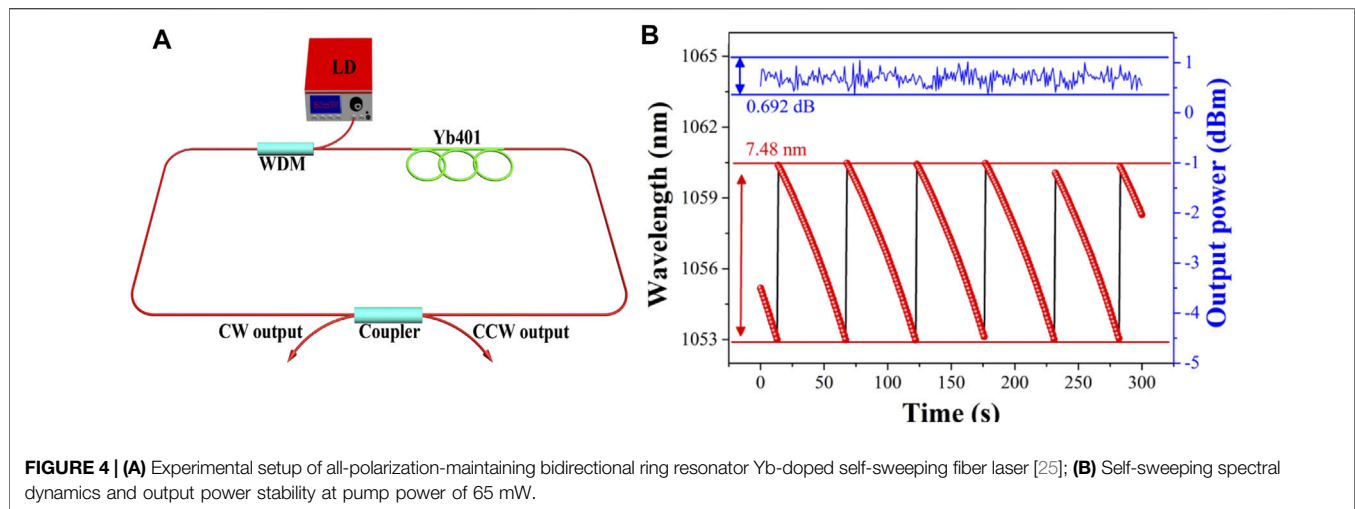 A
LD
WDM
Yb401
CW output
Coupler
CCW output
B
Wavelength (nm)
1065
1062
1059
1056
1053
0.692 dB
7.48 nm
1
0
-1
-2
-3
-4
-5
Output power (dBm)
0
50
100
150
200
250
300
Time (s)
FIGURE 4 | (A) Experimental setup of all-polarization-maintaining bidirectional ring resonator Yb-doped self-sweeping fiber laser [25]; (B) Self-sweeping spectral
dynamics and output power stability at pump power of 65 mW.